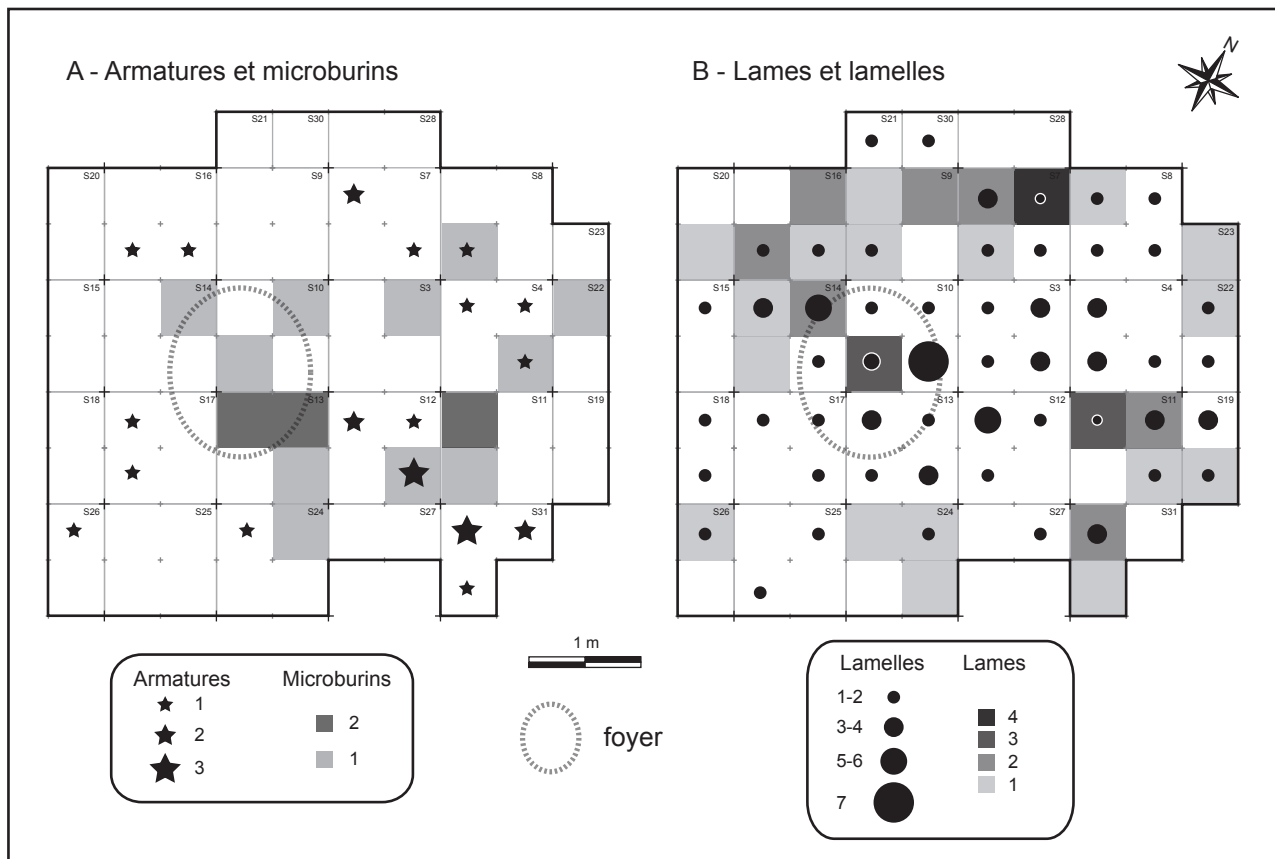 A - Armatures et microburins
B - Lames et lamelles
N
S21 S30 S28
S20 S16 S9 S7 S8
S23
S15 S14 S10 S3 S4 S22
S18 S17 S13 S12 S11 S19
S26 S25 S24 S27 S31
S21 S30 S28
S20 S16 S9 S7 S8
S23
S15 S14 S10 S3 S4 S22
S18 S17 S13 S12 S11 S19
S26 S25 S24 S27 S31
Armatures Microburins
1
2
3
2
1
1 m
foyer
Lamelles Lames
1-2
3-4
5-6
7
4
3
2
1